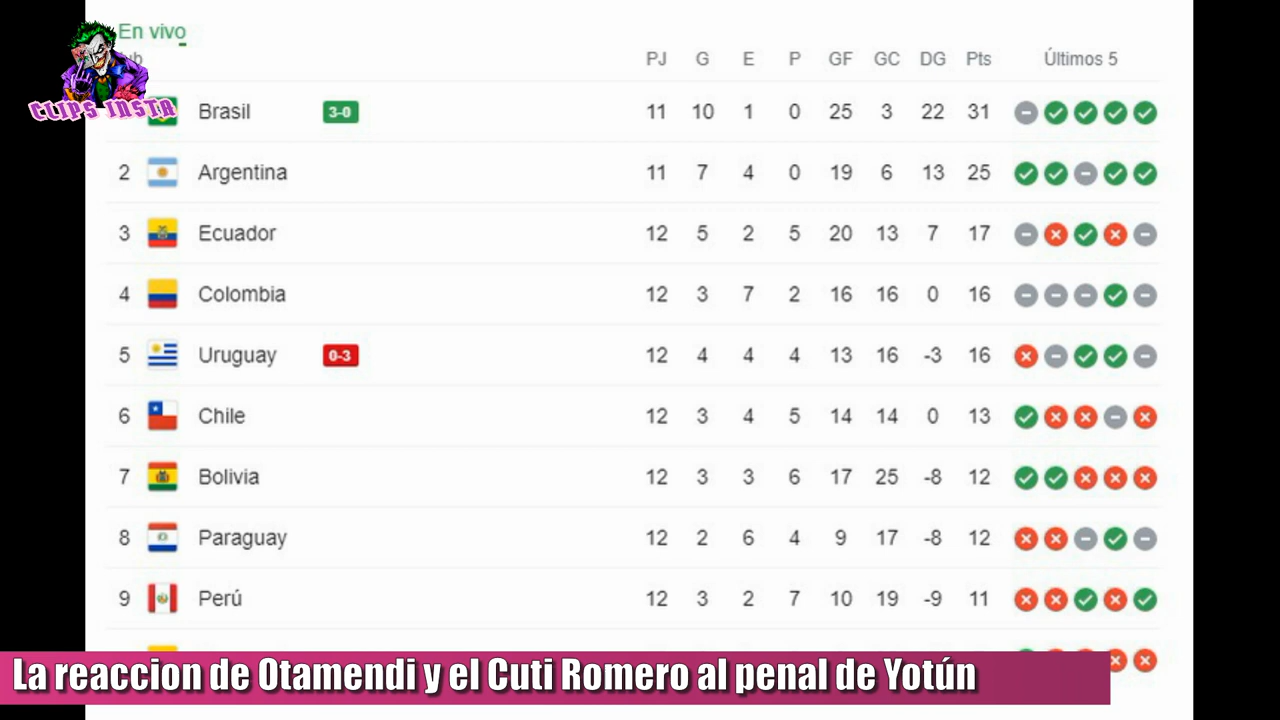 En vivo
ub PJ G E P GF GC DG Pts Últimos 5
CLIPS INSTA
Brasil 3-0 11 10 1 0 25 3 22 31
2 Argentina 11 7 4 0 19 6 13 25
3 Ecuador 12 5 2 5 20 13 7 17
4 Colombia 12 3 7 2 16 16 0 16
5 Uruguay 0-3 12 4 4 4 13 16 -3 16
6 Chile 12 3 4 5 14 14 0 13
7 Bolivia 12 3 3 6 17 25 -8 12
8 Paraguay 12 2 6 4 9 17 -8 12
9 Perú 12 3 2 7 10 19 -9 11
La reaccion de Otamendi y el Cuti Romero al penal de Yotún